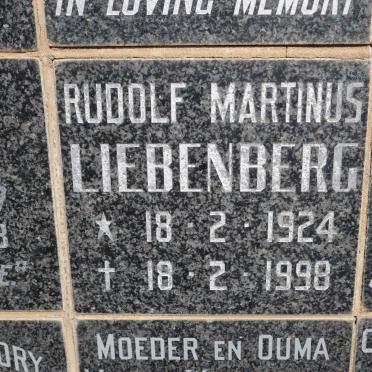 IN LOVING MEMORY
RUDOLF MARTINUS
LIEBENBERG
★ 18 · 2 · 1924
† 18 · 2 · 1998
MOEDER EN OUMA